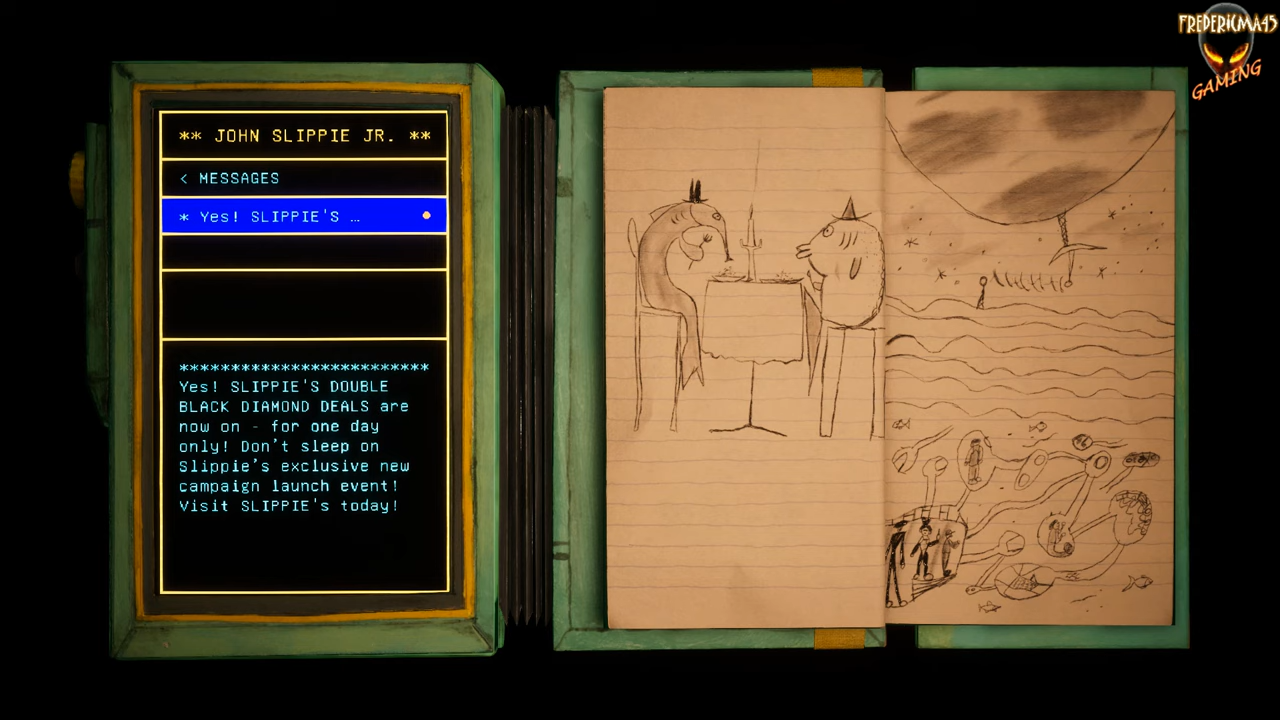 ** JOHN SLIPPIE JR. **
< MESSAGES
* Yes! SLIPPIE'S …
*************************
Yes! SLIPPIE'S DOUBLE
BLACK DIAMOND DEALS are
now on - for one day
only! Don't sleep on
Slippie's exclusive new
campaign launch event!
Visit SLIPPIE's today!
FREDERICMA45
GAMING